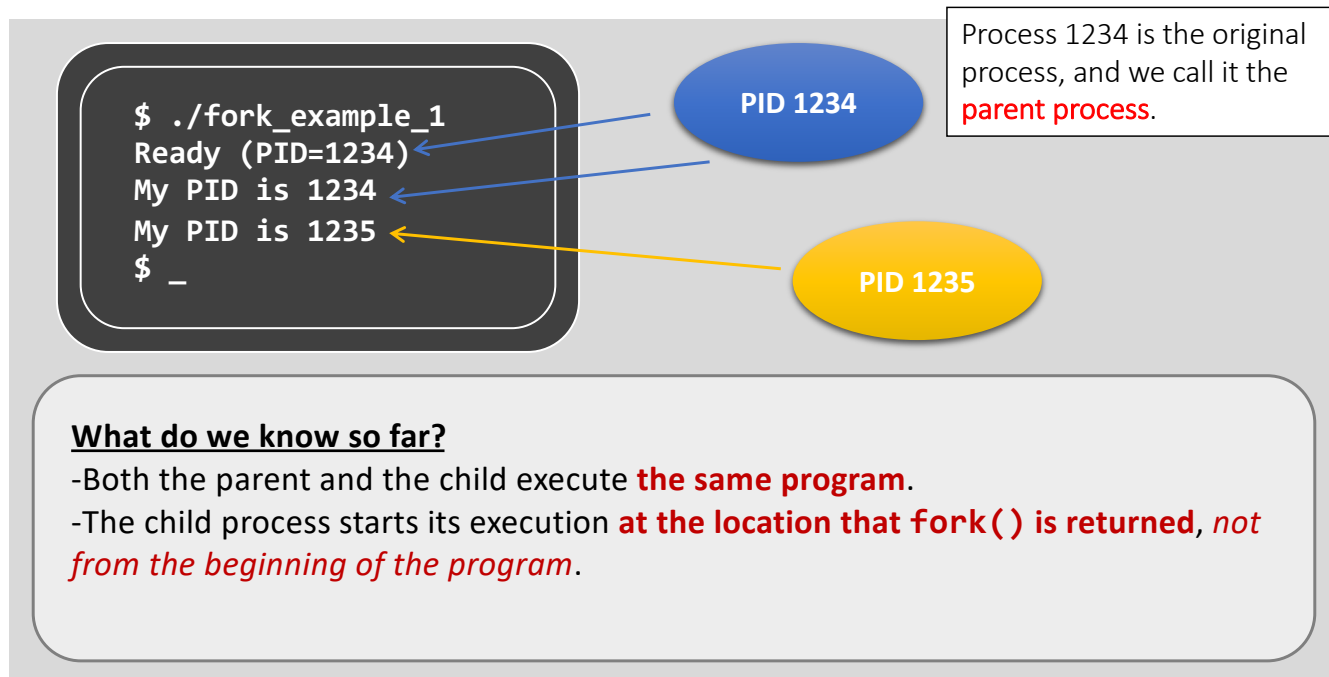 Process 1234 is the original
process, and we call it the
parent process.
$ ./fork_example_1
Ready (PID=1234)
My PID is 1234
My PID is 1235
$ _
PID 1234
PID 1235
What do we know so far?
-Both the parent and the child execute the same program.
-The child process starts its execution at the location that fork() is returned, not
from the beginning of the program.